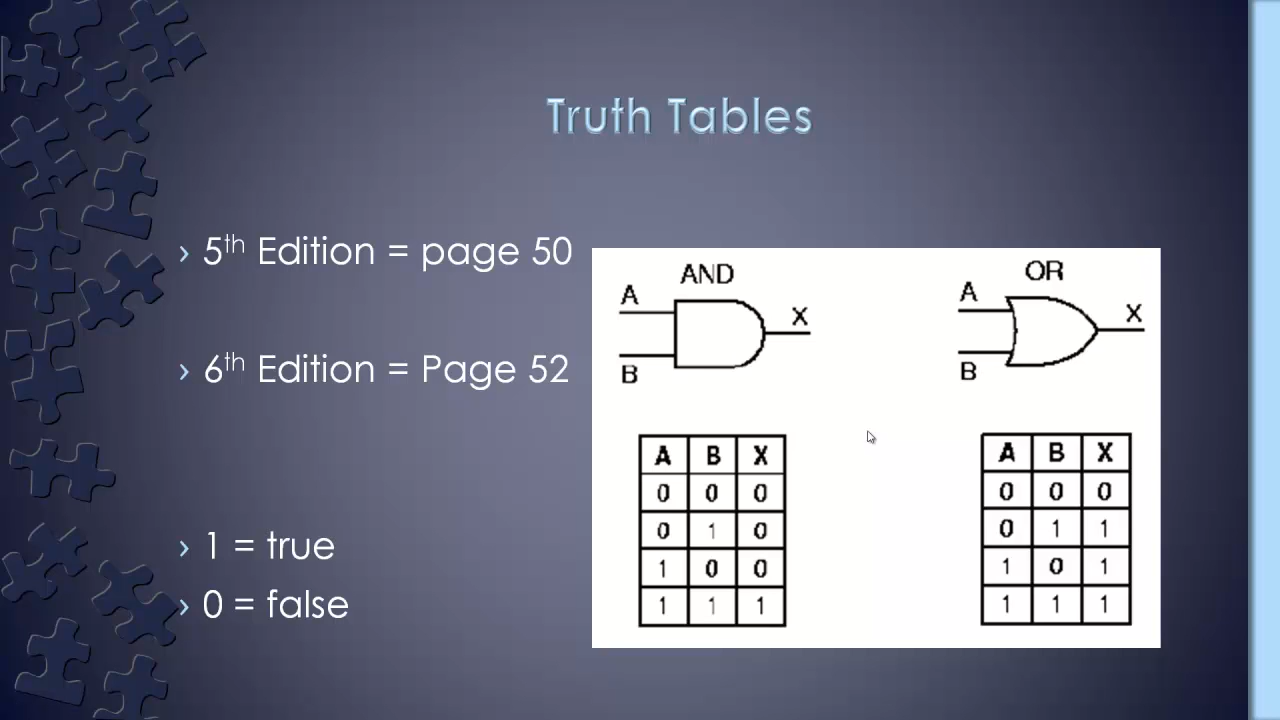 Truth Tables
› 5th Edition = page 50
› 6th Edition = Page 52
› 1 = true
› 0 = false
AND
A
X
B
A B X
0 0 0
0 1 0
1 0 0
1 1 1
OR
A
X
B
A B X
0 0 0
0 1 1
1 0 1
1 1 1